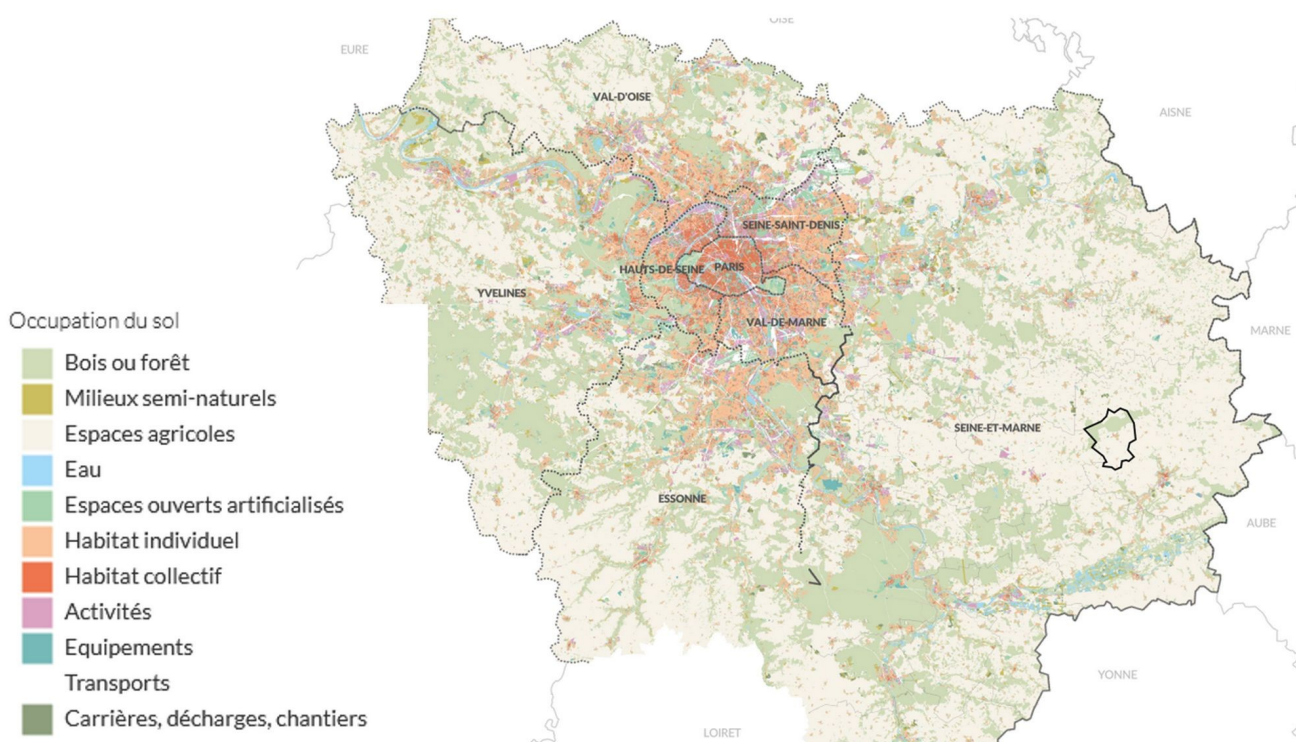 OISE
EURE
VAL-D'OISE
AISNE
SEINE-SAINT-DENIS
HAUTS-DE-SEINE
PARIS
YVELINES
VAL-DE-MARNE
MARNE
SEINE-ET-MARNE
ESSONNE
AUBE
YONNE
LOIRET
Occupation du sol
Bois ou forêt
Milieux semi-naturels
Espaces agricoles
Eau
Espaces ouverts artificialisés
Habitat individuel
Habitat collectif
Activités
Equipements
Transports
Carrières, décharges, chantiers